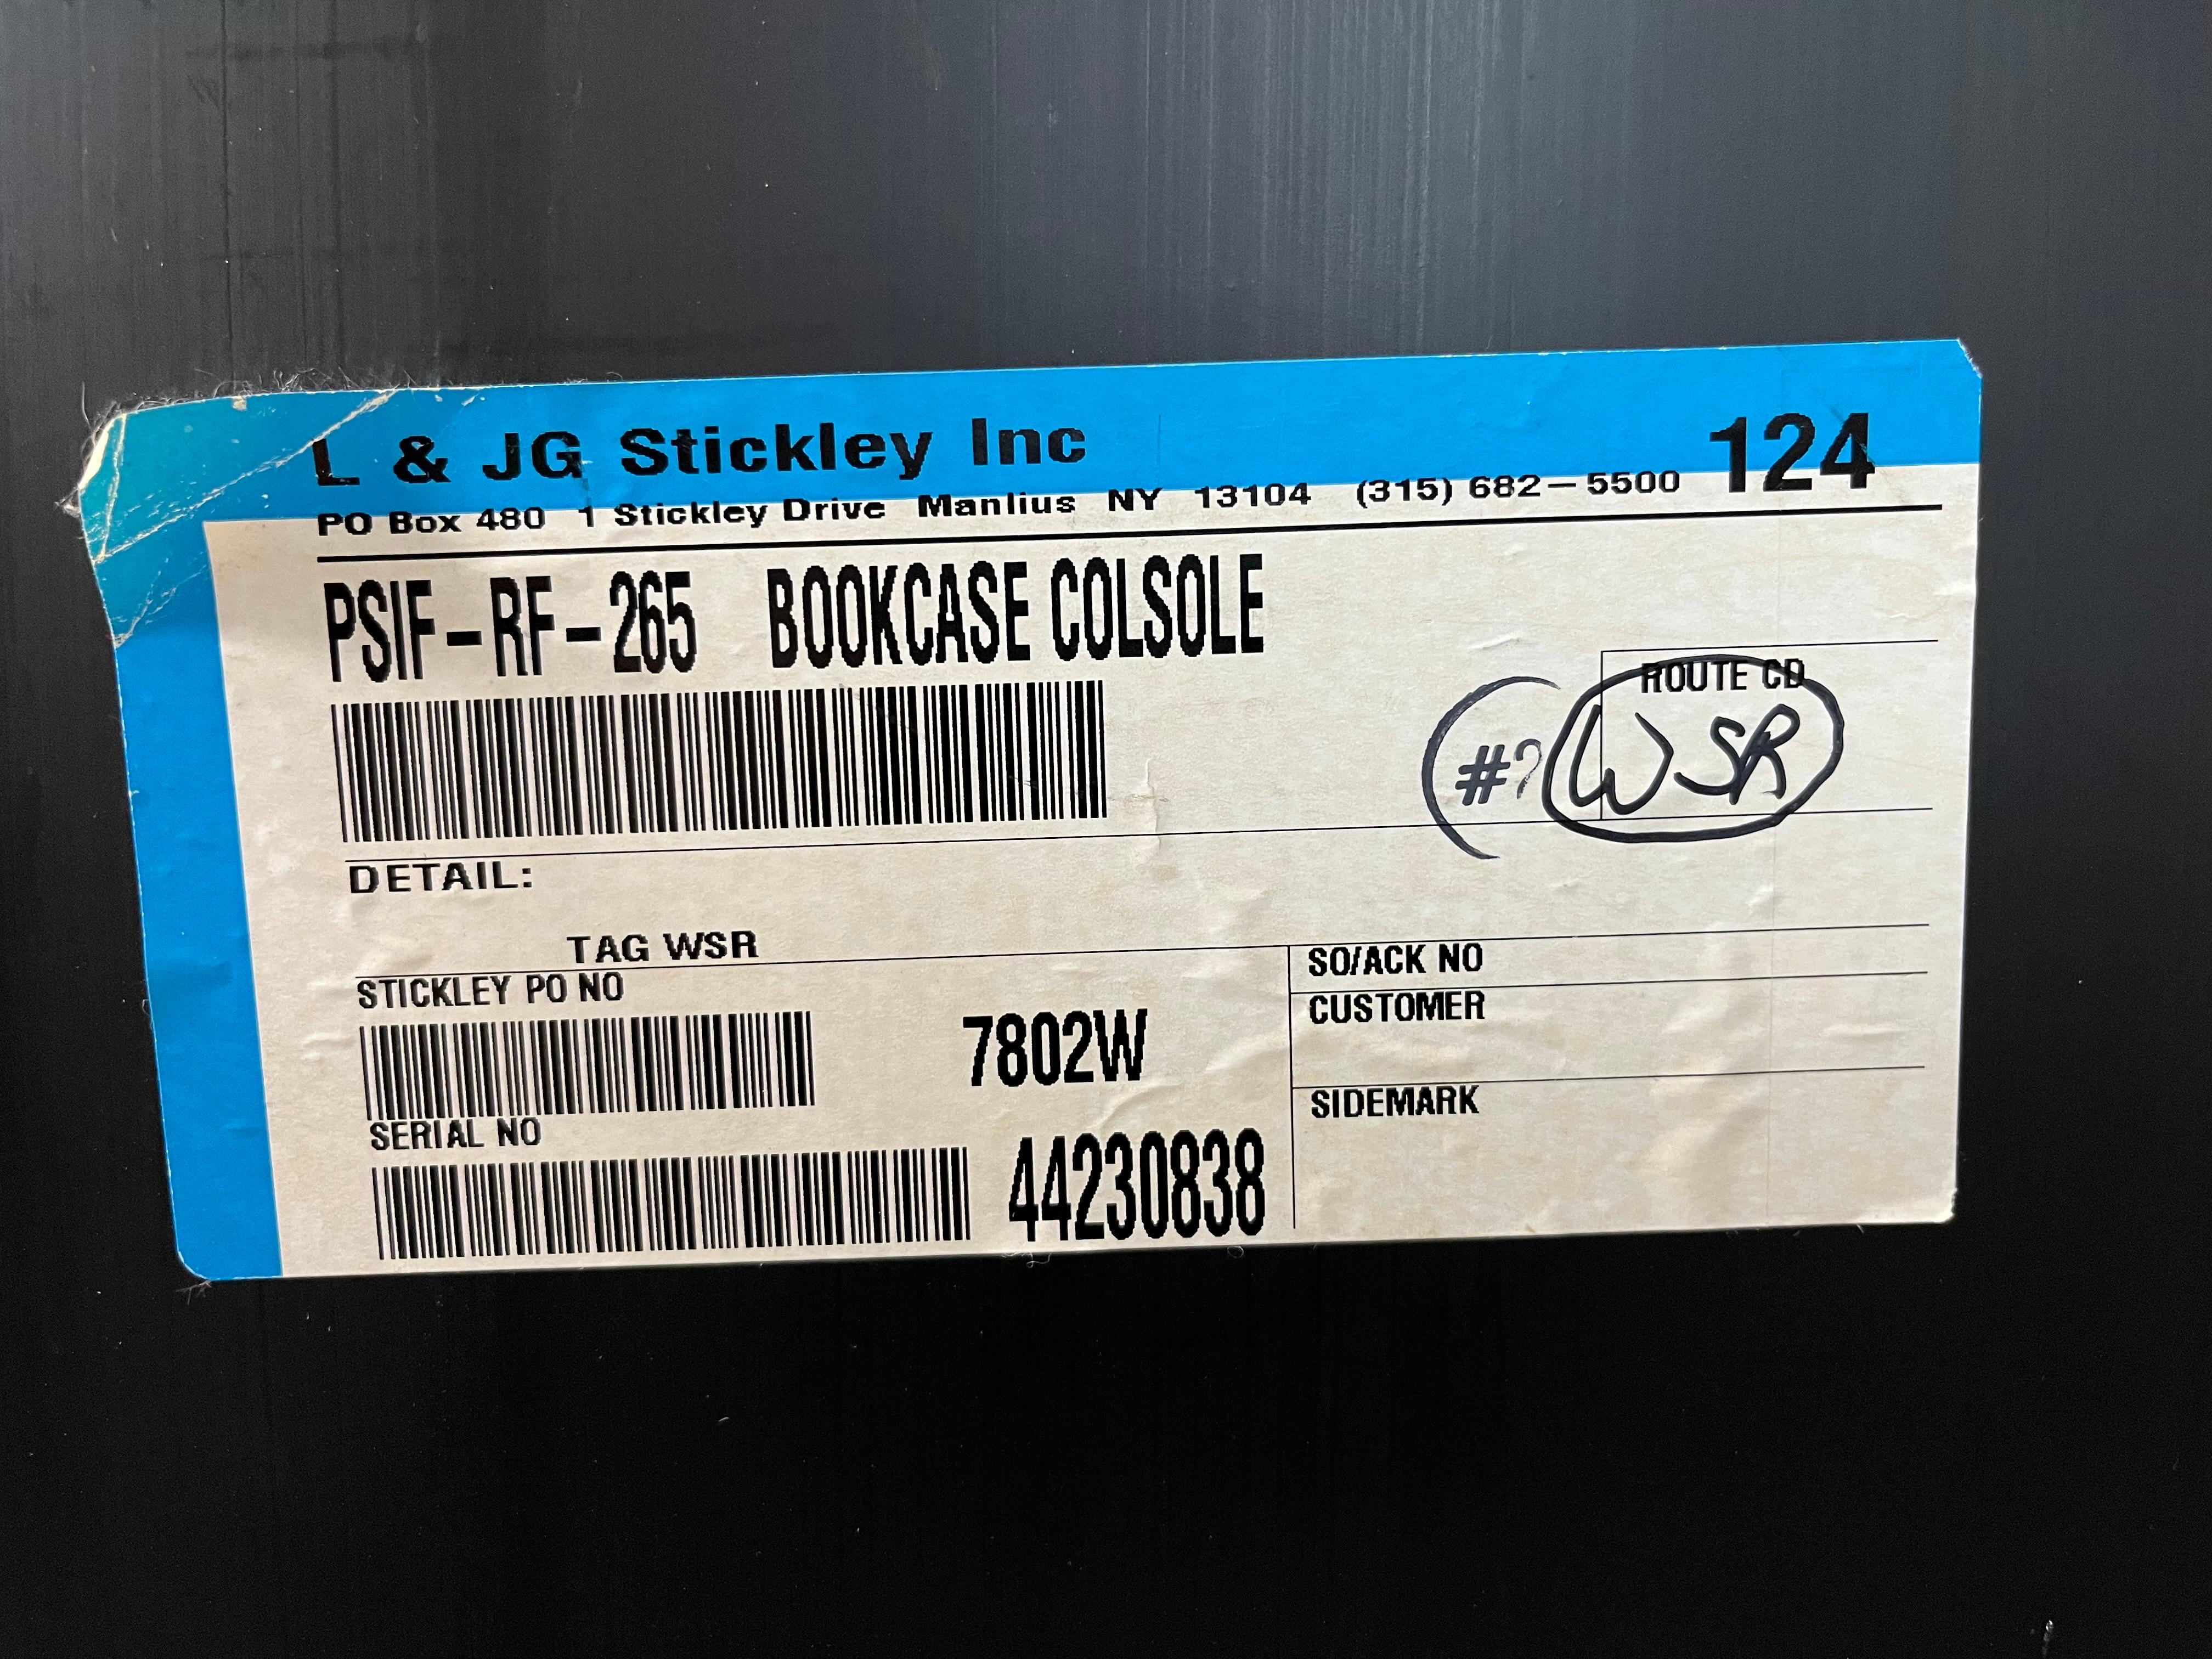 L & JG Stickley Inc 124
PO Box 480 1 Stickley Drive Manlius NY 13104 (315) 682-5500
PSIF-RF-265 BOOKCASE COLSOLE
ROUTE CD
#? WSR
DETAIL:
TAG WSR
STICKLEY PO NO
7802W
SERIAL NO
44230838
SO/ACK NO
CUSTOMER
SIDEMARK